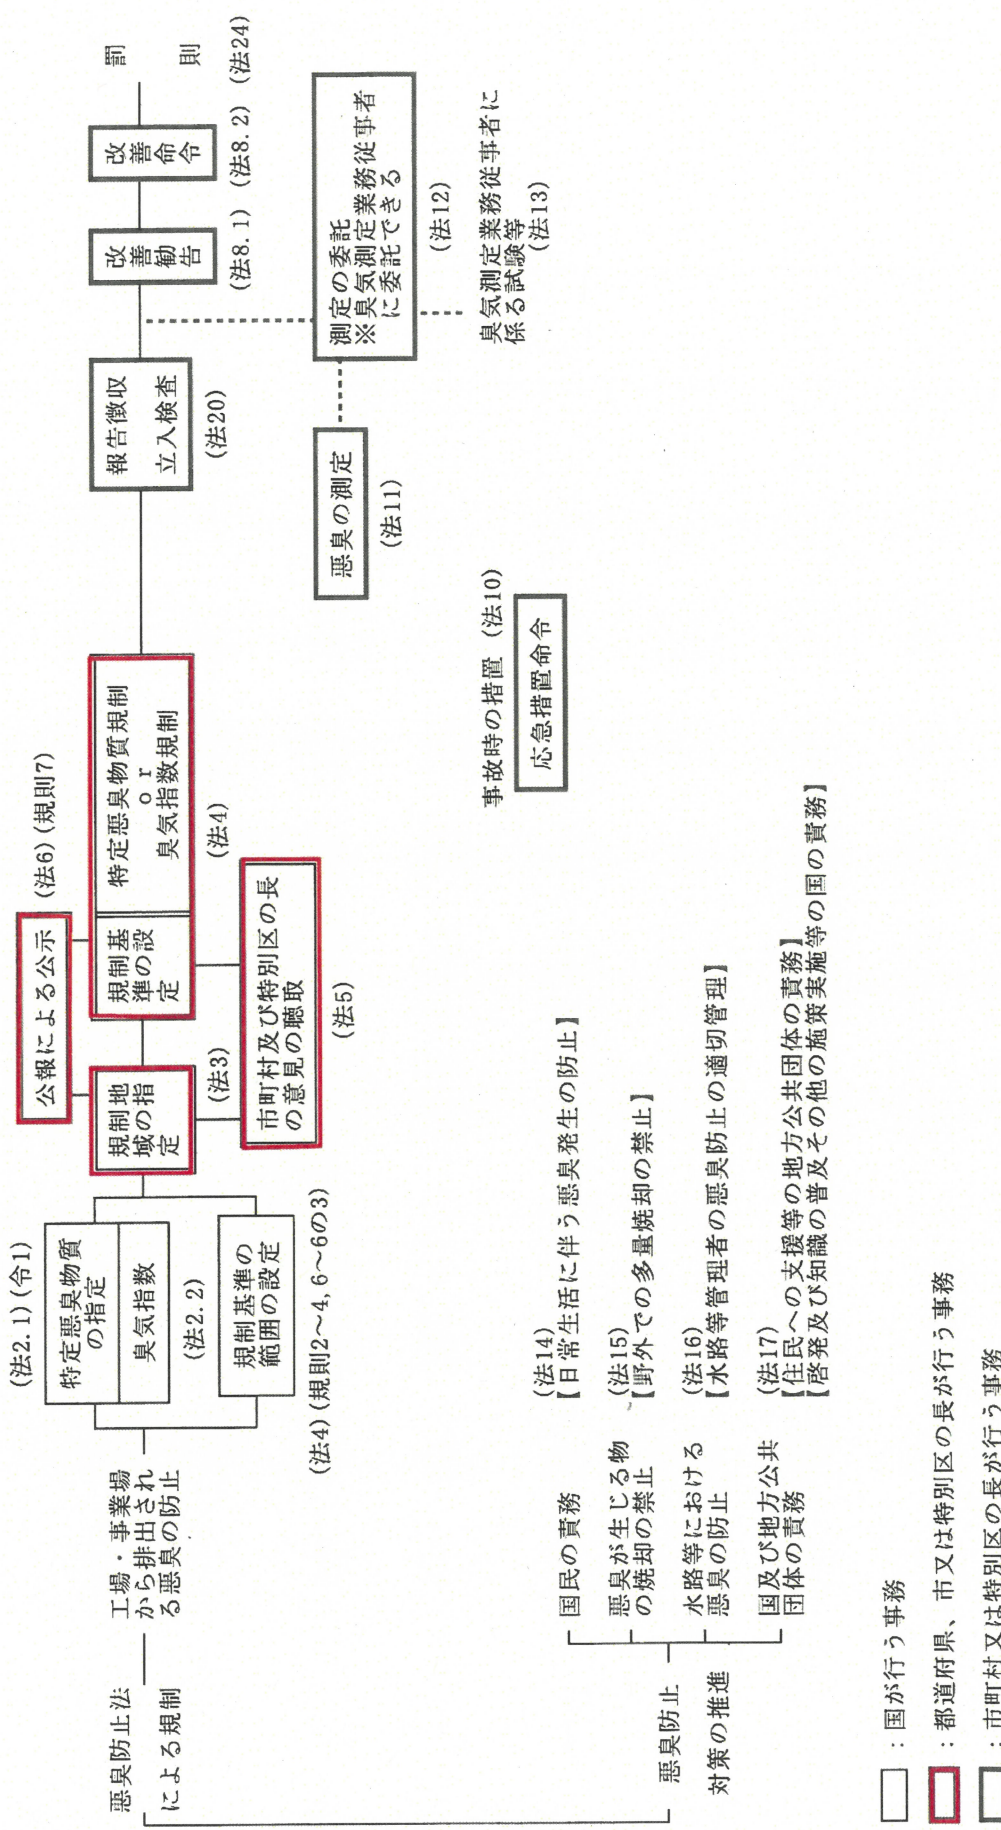 悪臭防止法
による規制
工場・事業場
から排出され
る悪臭の防止
(法2.1)(令1)
特定悪臭物質
の指定
臭気指数
(法2.2)
規制基準の
範囲の設定
(法4)(規則2～4,6～6の3)
規制地
域の指
定
(法3)
公報による公示
(法6)(規則7)
規制基
準の設
定
特定悪臭物質規制
or
臭気指数規制
(法4)
市町村及び特別区の長
の意見の聴取
(法5)
報告徴収
立入検査
(法20)
改善勧告
(法8.1)
改善命令
(法8.2)
罰則
(法24)
悪臭の測定
(法11)
測定の委託
※臭気測定業務従事者
に委託できる
(法12)
臭気測定業務従事者に
係る試験等
(法13)
事故時の措置 (法10)
応急措置命令
悪臭防止
対策の推進
国民の責務
(法14)
【日常生活に伴う悪臭発生の防止】
悪臭が生じる物
の焼却の禁止
(法15)
【野外での多量焼却の禁止】
水路等における
悪臭の防止
(法16)
【水路等管理者の悪臭防止の適切管理】
国及び地方公共
団体の責務
(法17)
【住民への支援等の地方公共団体の責務】
【啓発及び知識の普及その他の施策実施等の国の責務】
：国が行う事務
：都道府県、市又は特別区の長が行う事務
：市町村又は特別区の長が行う事務